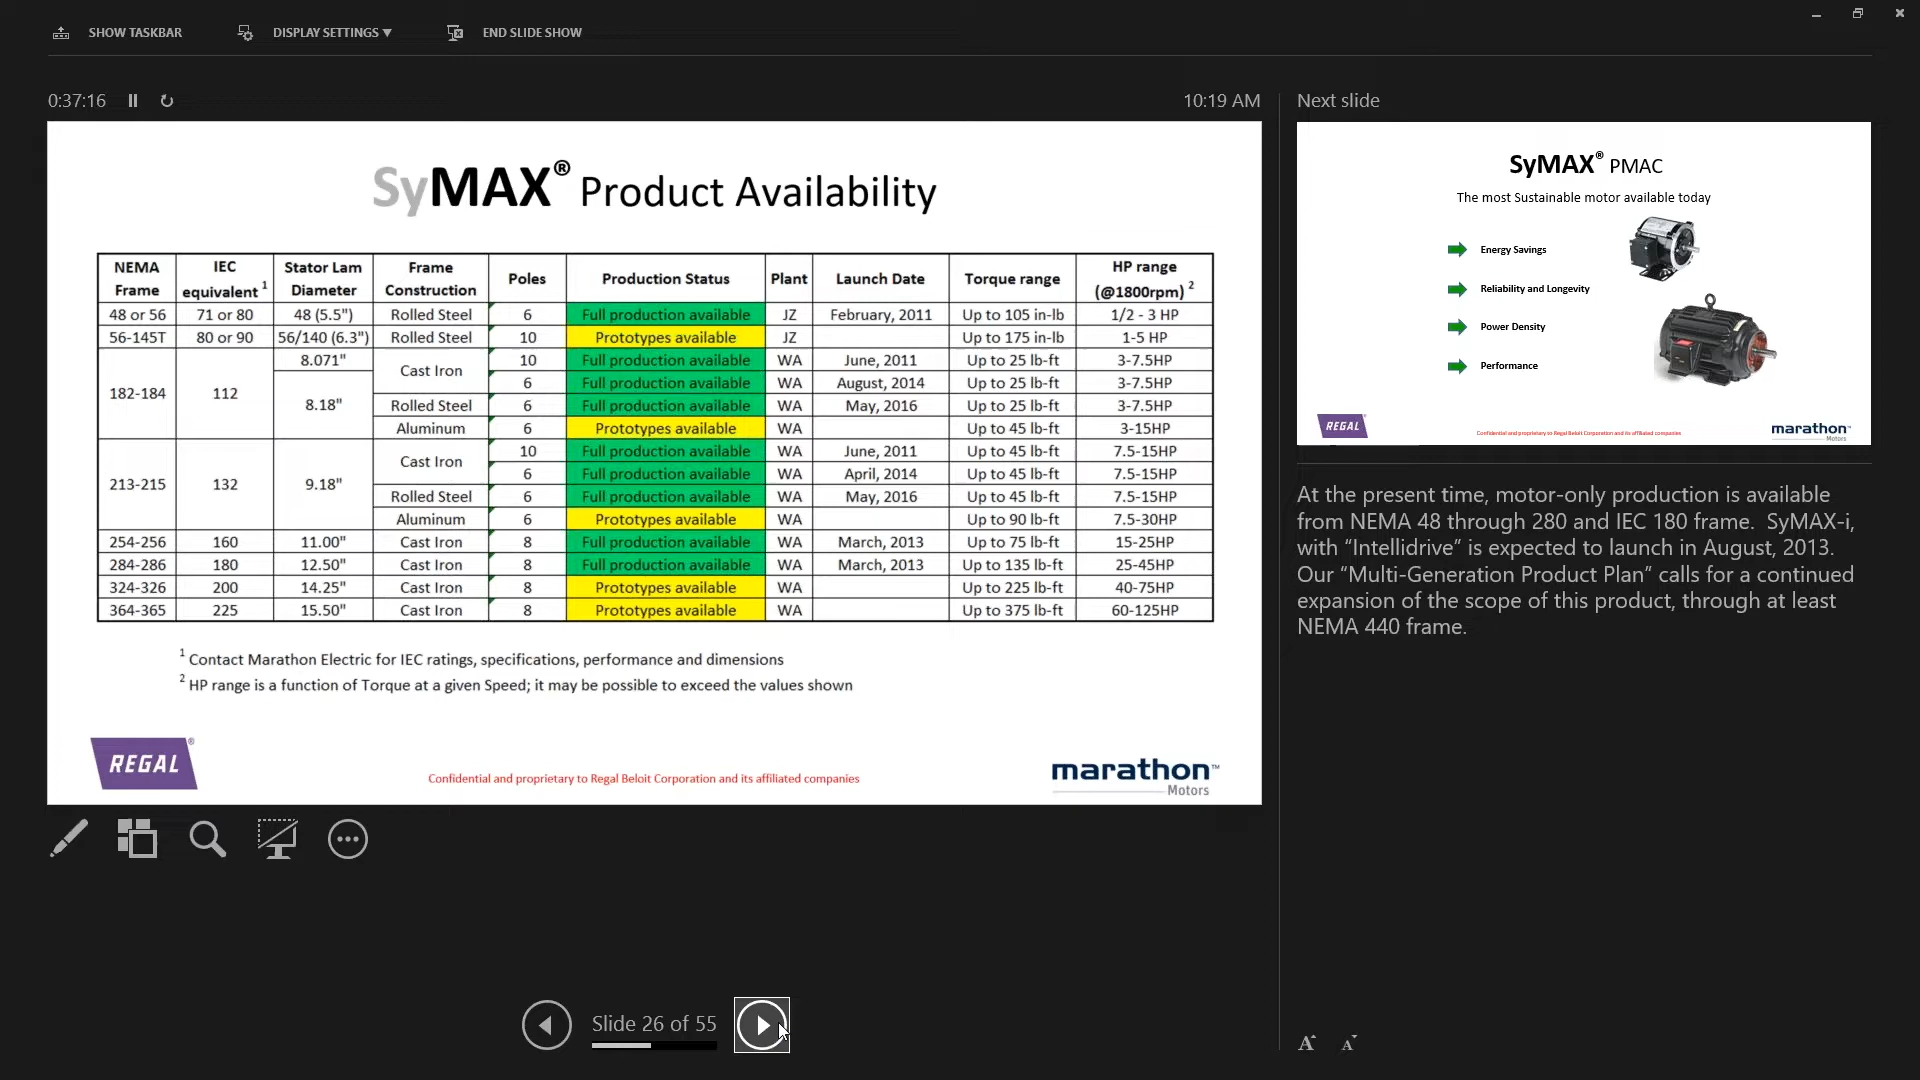 SHOW TASKBAR
DISPLAY SETTINGS ▼
END SLIDE SHOW
0:37:16
10:19 AM
Next slide
SyMAX® Product Availability
NEMA Frame | IEC equivalent 1 | Stator Lam Diameter | Frame Construction | Poles | Production Status | Plant | Launch Date | Torque range | HP range (@1800rpm) 2
48 or 56 | 71 or 80 | 48 (5.5") | Rolled Steel | 6 | Full production available | JZ | February, 2011 | Up to 105 in-lb | 1/2 - 3 HP
56-145T | 80 or 90 | 56/140 (6.3") | Rolled Steel | 10 | Prototypes available | JZ | | Up to 175 in-lb | 1-5 HP
182-184 | 112 | 8.071" | Cast Iron | 10 | Full production available | WA | June, 2011 | Up to 25 lb-ft | 3-7.5HP
8.18" | 6 | Full production available | WA | August, 2014 | Up to 25 lb-ft | 3-7.5HP
Rolled Steel | 6 | Full production available | WA | May, 2016 | Up to 25 lb-ft | 3-7.5HP
Aluminum | 6 | Prototypes available | WA | | Up to 45 lb-ft | 3-15HP
213-215 | 132 | 9.18" | Cast Iron | 10 | Full production available | WA | June, 2011 | Up to 45 lb-ft | 7.5-15HP
6 | Full production available | WA | April, 2014 | Up to 45 lb-ft | 7.5-15HP
Rolled Steel | 6 | Full production available | WA | May, 2016 | Up to 45 lb-ft | 7.5-15HP
Aluminum | 6 | Prototypes available | WA | | Up to 90 lb-ft | 7.5-30HP
254-256 | 160 | 11.00" | Cast Iron | 8 | Full production available | WA | March, 2013 | Up to 75 lb-ft | 15-25HP
284-286 | 180 | 12.50" | Cast Iron | 8 | Full production available | WA | March, 2013 | Up to 135 lb-ft | 25-45HP
324-326 | 200 | 14.25" | Cast Iron | 8 | Prototypes available | WA | | Up to 225 lb-ft | 40-75HP
364-365 | 225 | 15.50" | Cast Iron | 8 | Prototypes available | WA | | Up to 375 lb-ft | 60-125HP
1 Contact Marathon Electric for IEC ratings, specifications, performance and dimensions
2 HP range is a function of Torque at a given Speed; it may be possible to exceed the values shown
REGAL®
Confidential and proprietary to Regal Beloit Corporation and its affiliated companies
marathon™
Motors
Slide 26 of 55
SyMAX® PMAC
The most Sustainable motor available today
Energy Savings
Reliability and Longevity
Power Density
Performance
REGAL
Confidential and proprietary to Regal Beloit Corporation and its affiliated companies
marathon™
Motors
At the present time, motor-only production is available
from NEMA 48 through 280 and IEC 180 frame.  SyMAX-i,
with “Intellidrive” is expected to launch in August, 2013.
Our “Multi-Generation Product Plan” calls for a continued
expansion of the scope of this product, through at least
NEMA 440 frame.
A A